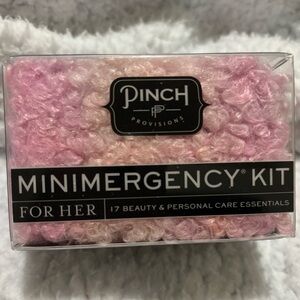 PINCH
PROVISIONS
MINIMERGENCY® KIT
FOR HER | 17 BEAUTY & PERSONAL CARE ESSENTIALS